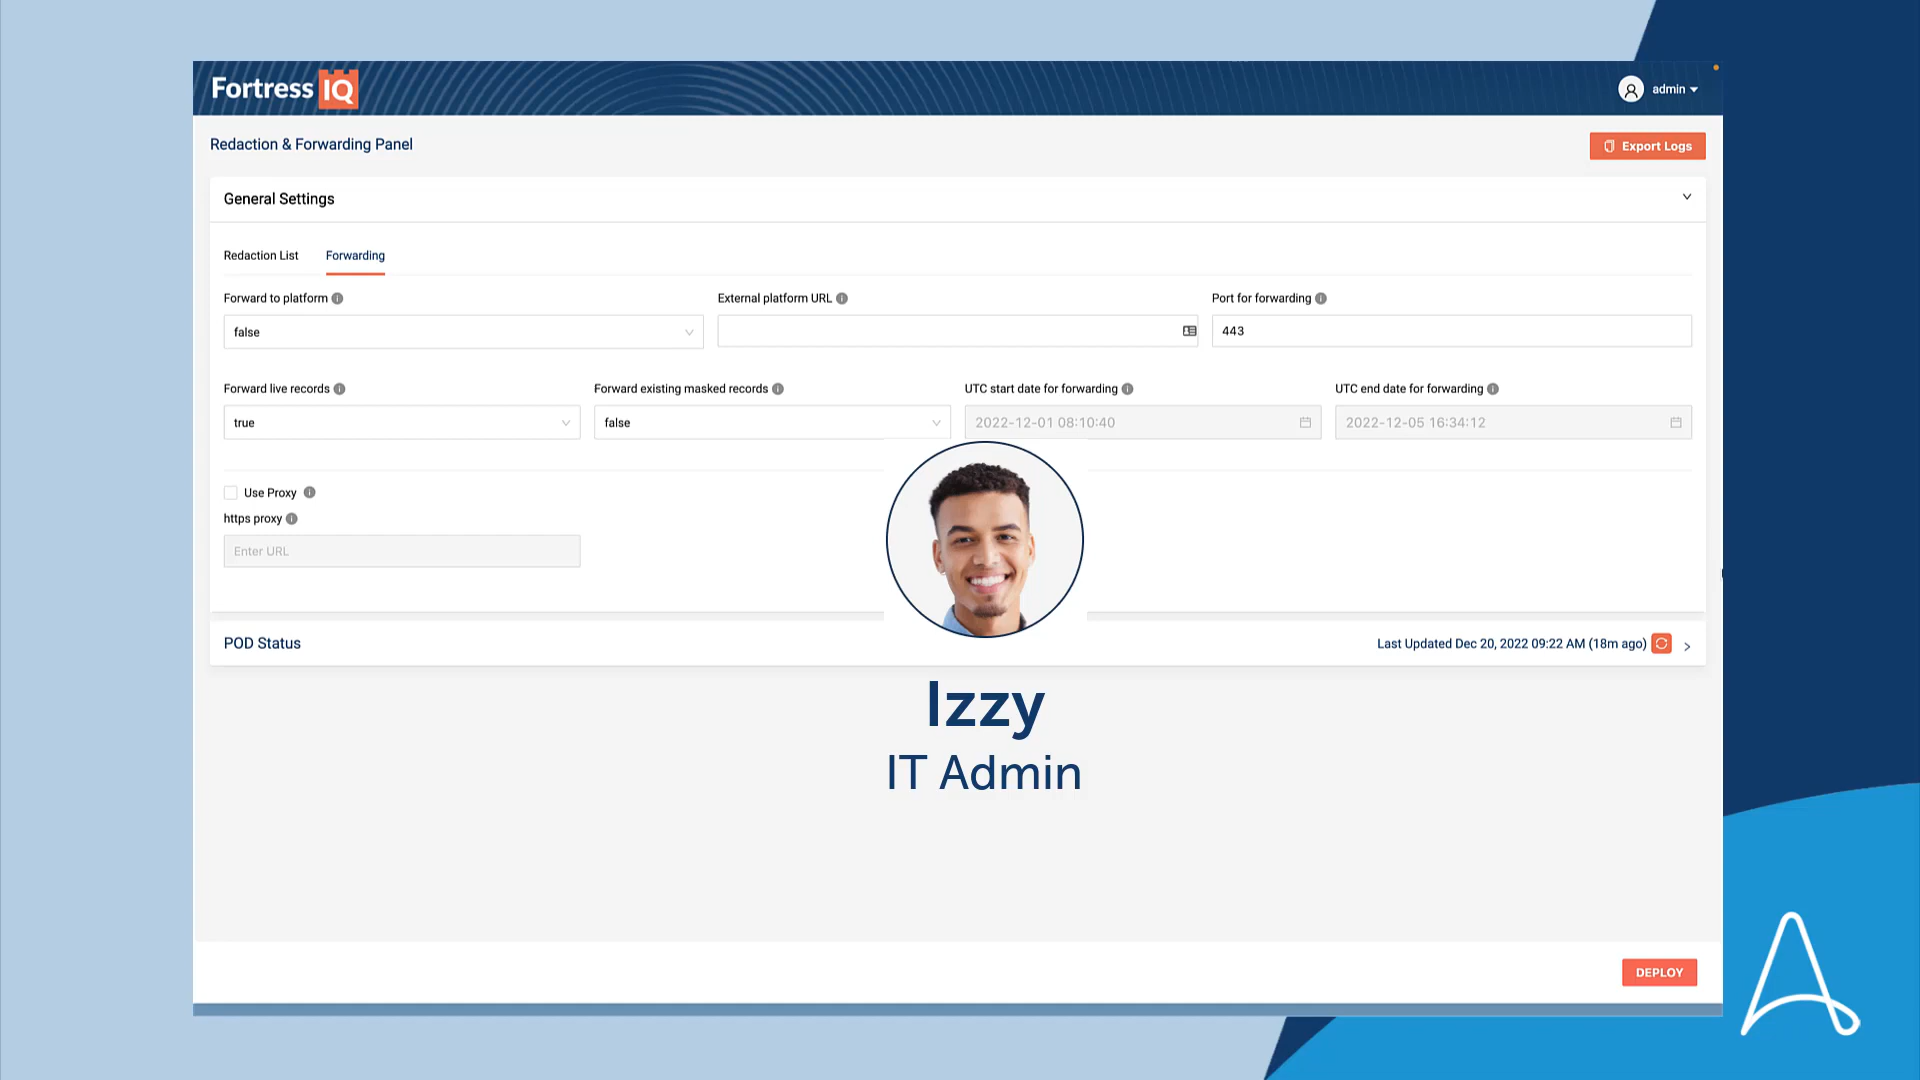 Fortress IQ
admin
Redaction & Forwarding Panel
Export Logs
General Settings
Redaction List Forwarding
Forward to platform External platform URL Port for forwarding
false 443
Forward live records Forward existing masked records UTC start date for forwarding UTC end date for forwarding
true false 2022-12-01 08:10:40 2022-12-05 16:34:12
Use Proxy
https proxy
Enter URL
POD Status Last Updated Dec 20, 2022 09:22 AM (18m ago)
Izzy
IT Admin
DEPLOY